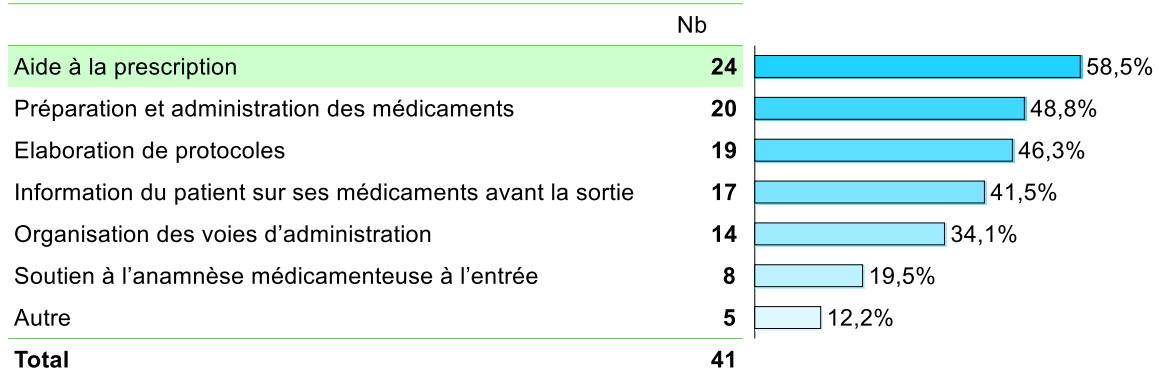 Nb
Aide à la prescription 24 58,5%
Préparation et administration des médicaments 20 48,8%
Elaboration de protocoles 19 46,3%
Information du patient sur ses médicaments avant la sortie 17 41,5%
Organisation des voies d’administration 14 34,1%
Soutien à l’anamnèse médicamenteuse à l’entrée 8 19,5%
Autre 5 12,2%
Total 41